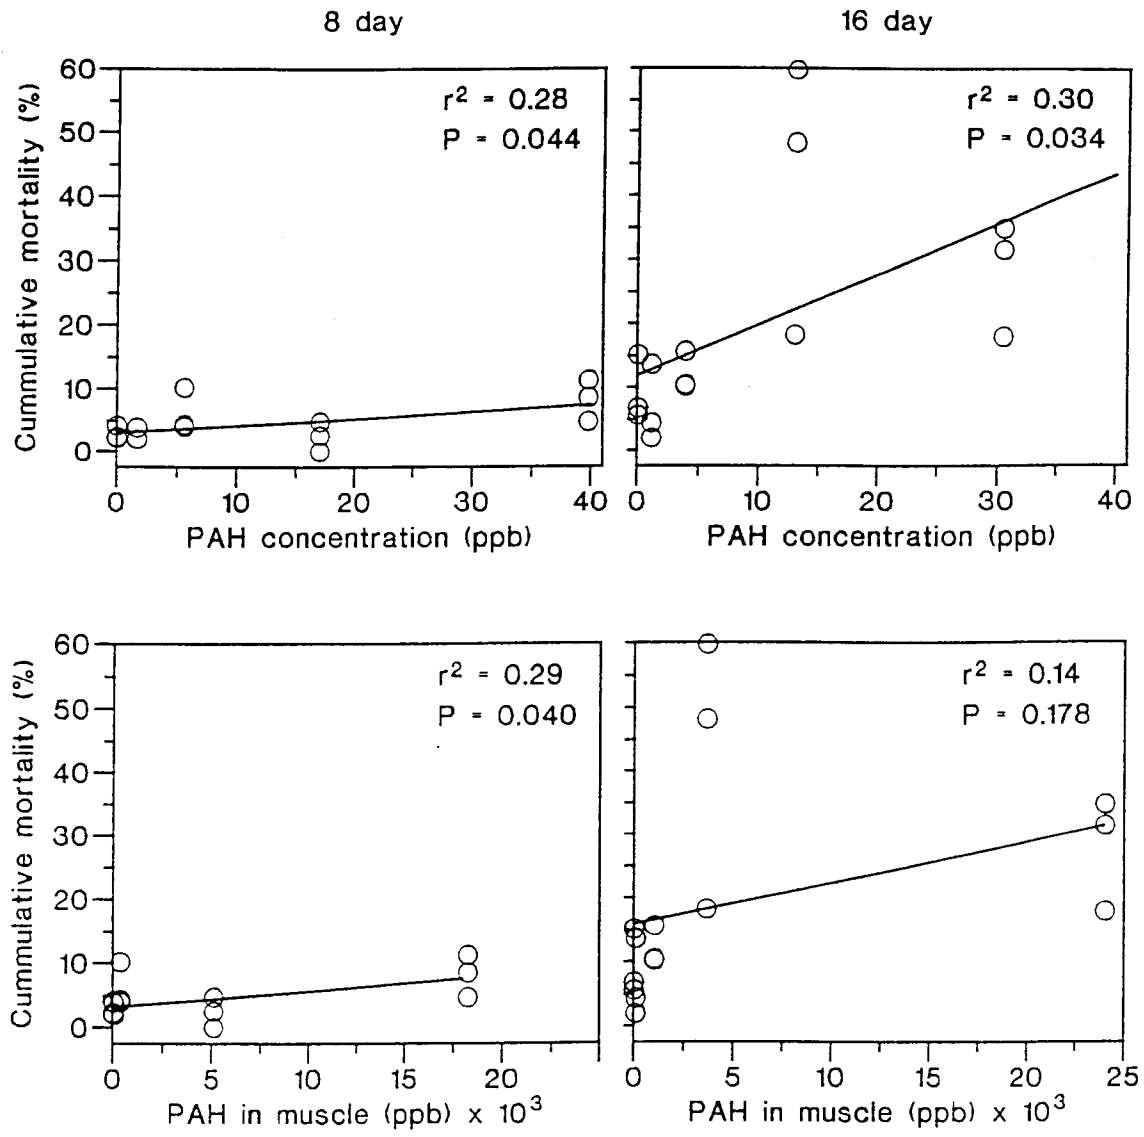 8 day
16 day
Cummulative mortality (%)
60
50
40
30
20
10
0
r² = 0.28
P = 0.044
0 10 20 30 40
PAH concentration (ppb)
r² = 0.30
P = 0.034
0 10 20 30 40
PAH concentration (ppb)
Cummulative mortality (%)
60
50
40
30
20
10
0
r² = 0.29
P = 0.040
0 5 10 15 20
PAH in muscle (ppb) x 10³
r² = 0.14
P = 0.178
0 5 10 15 20 25
PAH in muscle (ppb) x 10³